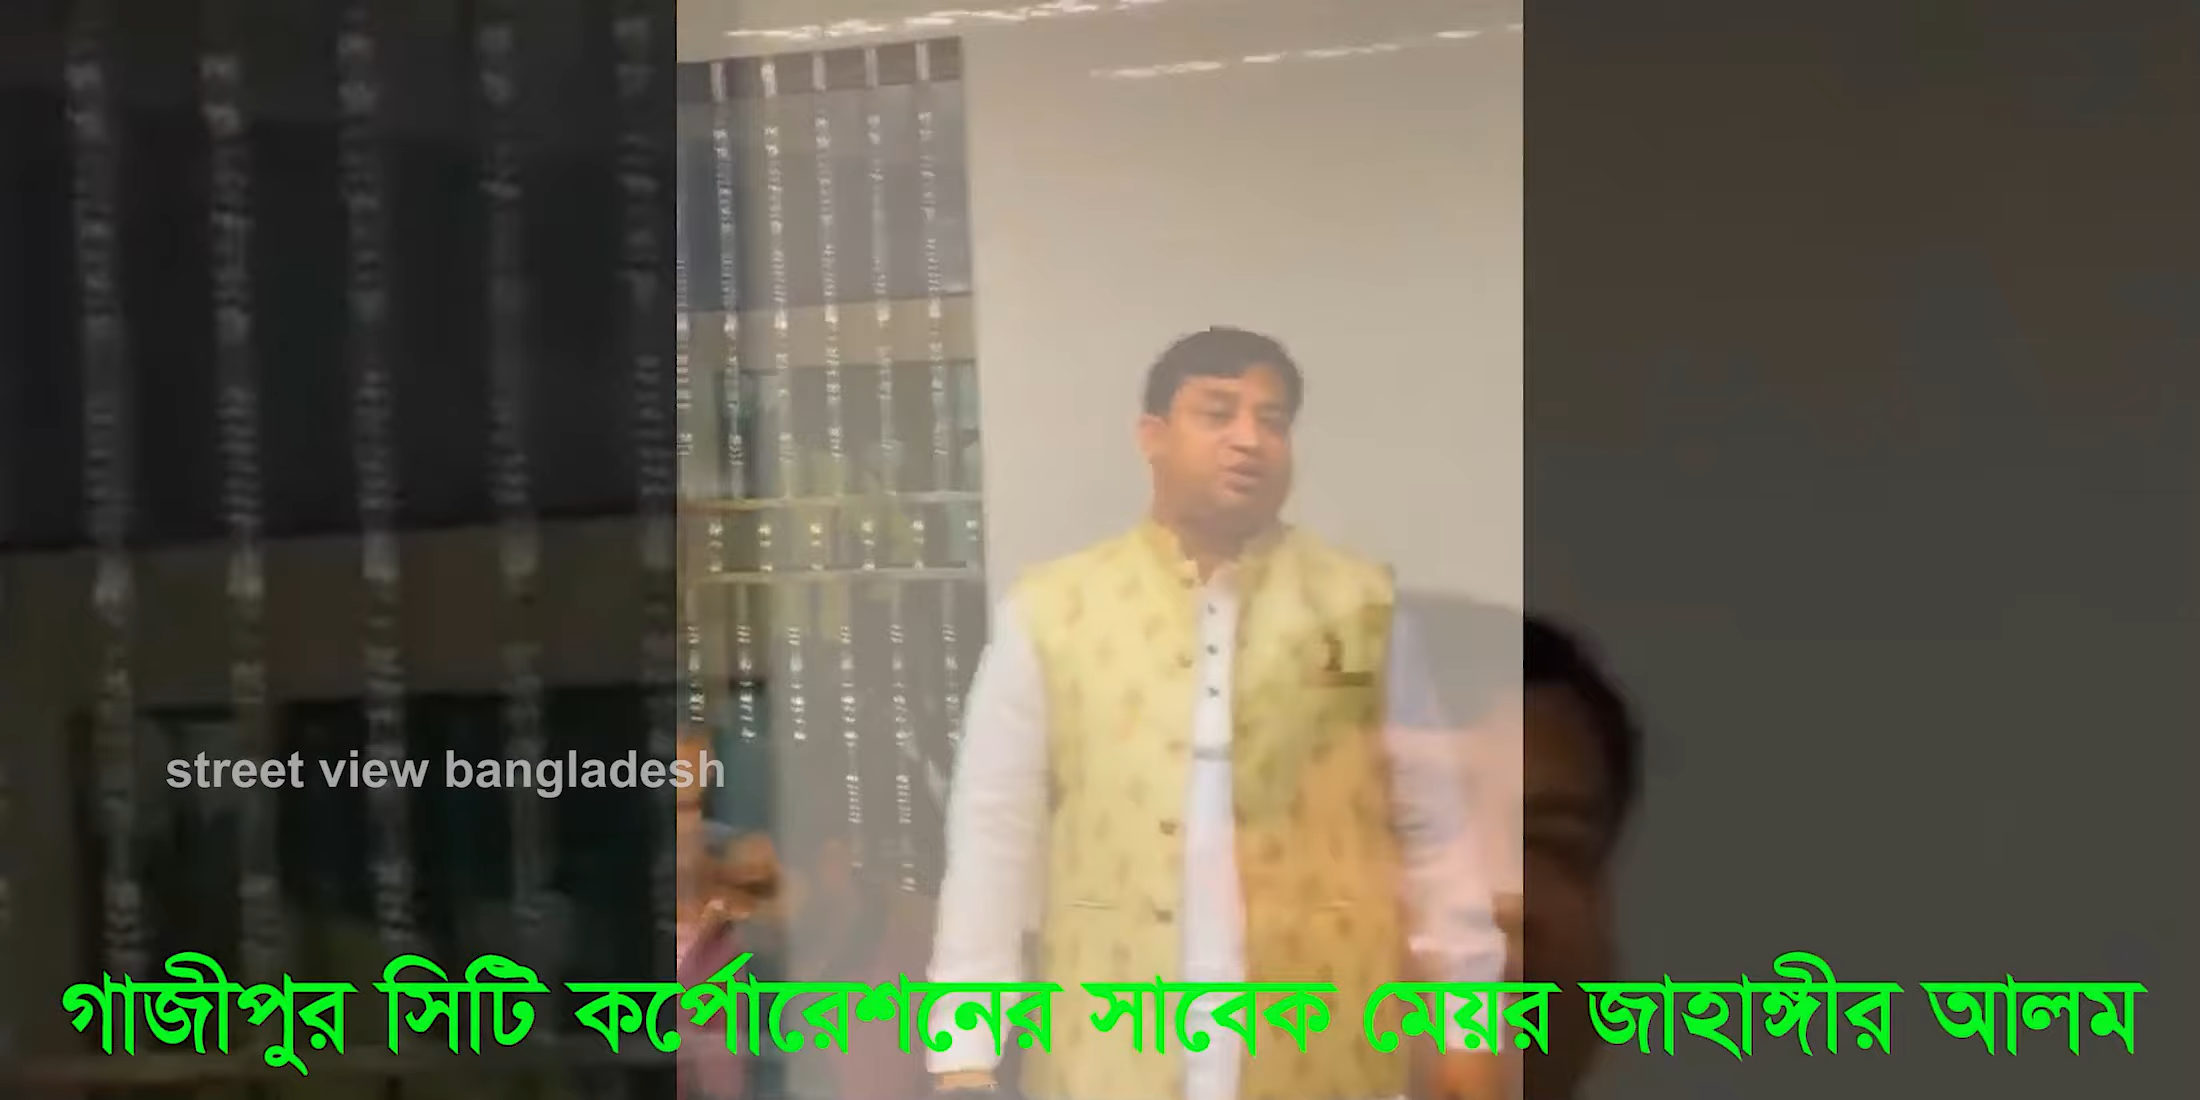 street view bangladesh
গাজীপুর সিটি কর্পোরেশনের সাবেক মেয়র জাহাঙ্গীর আলম